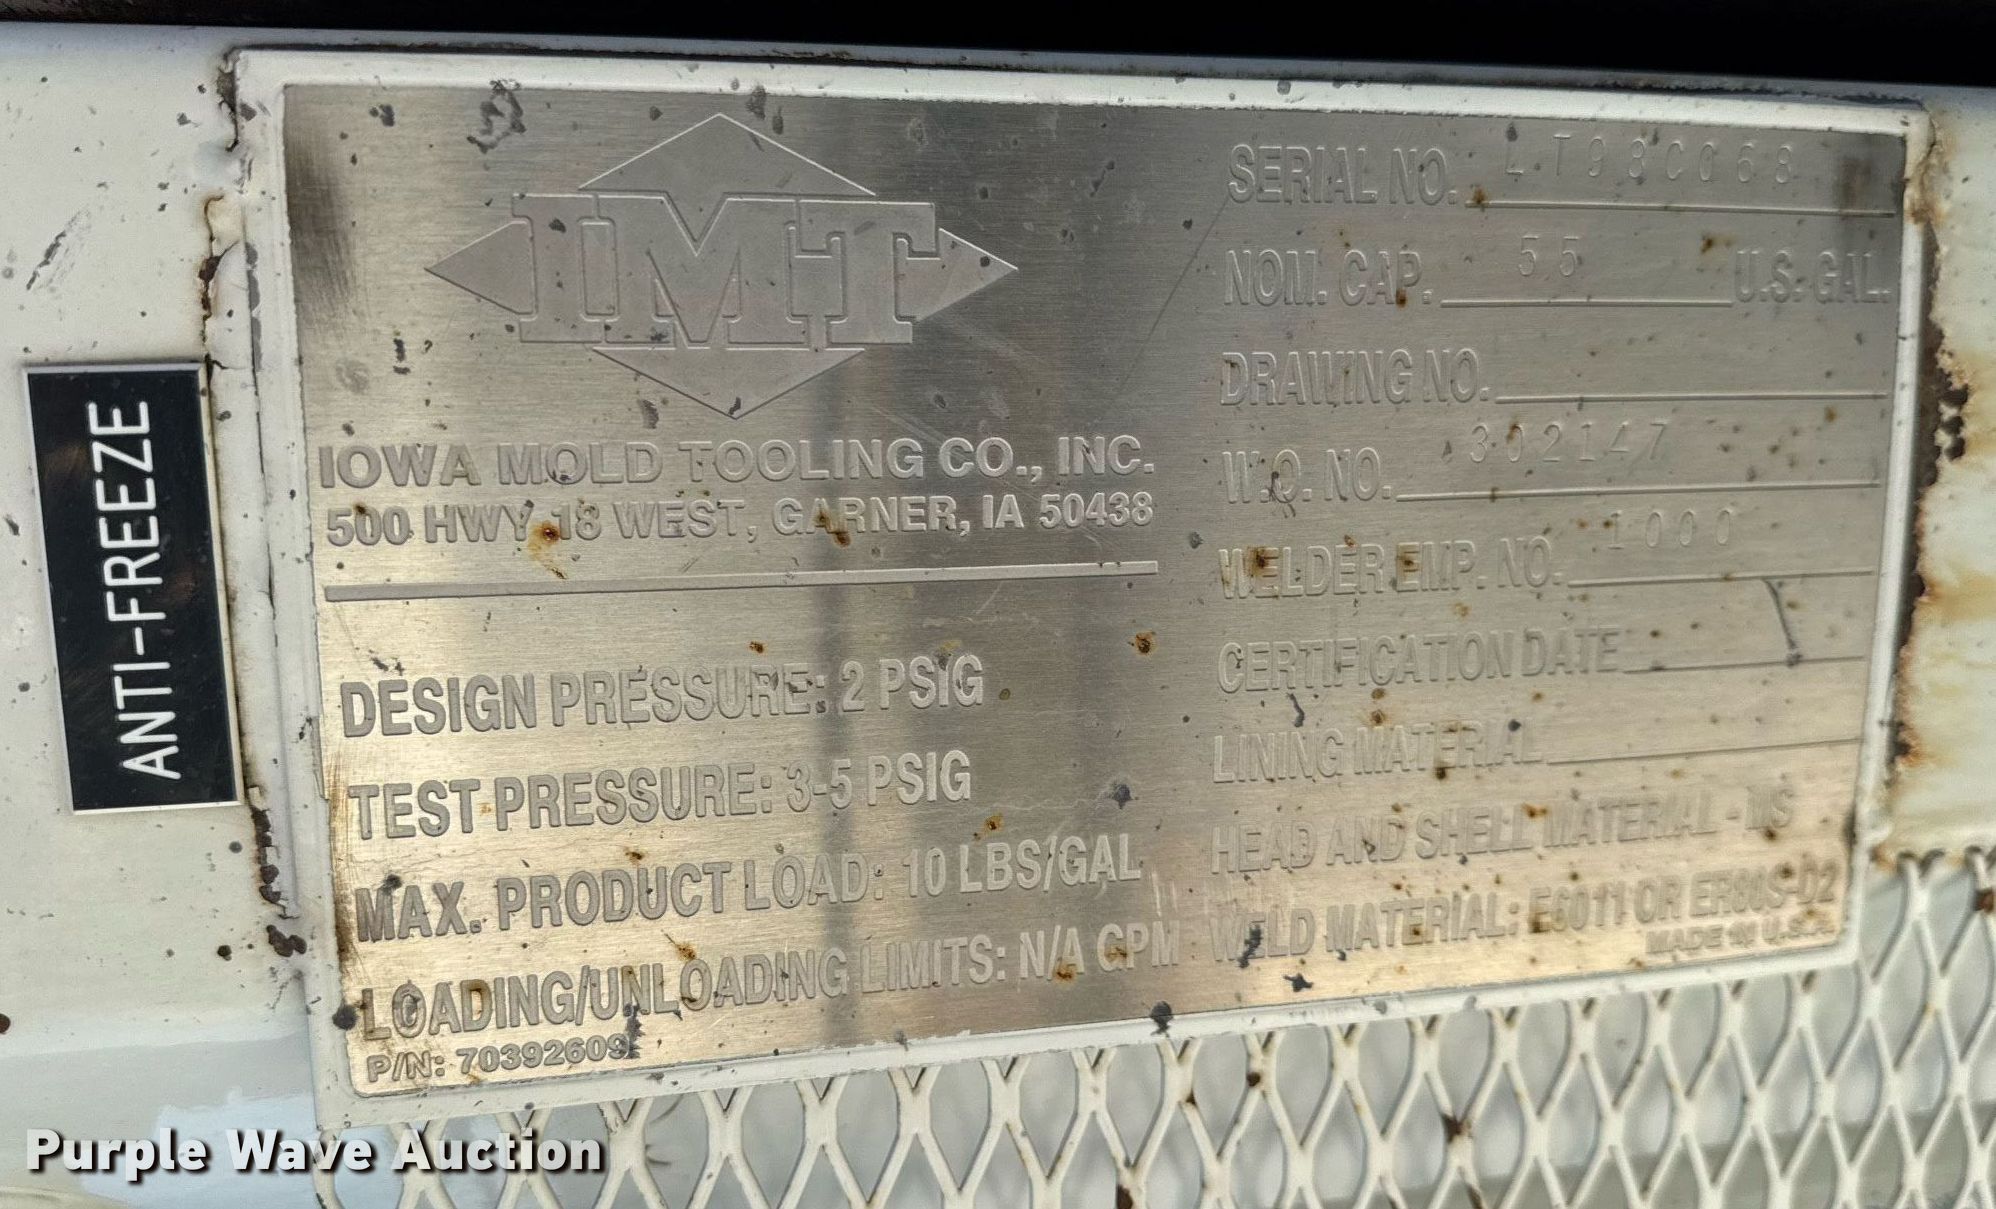 ANTI-FREEZE
IMT
IOWA MOLD TOOLING CO., INC.
500 HWY 18 WEST, GARNER, IA 50438
DESIGN PRESSURE: 2 PSIG
TEST PRESSURE: 3-5 PSIG
MAX. PRODUCT LOAD: 10 LBS/GAL
LOADING/UNLOADING LIMITS: N/A GPM
P/N: 70392609
SERIAL NO. LT98C068
NOM. CAP. 55 U.S. GAL.
DRAWING NO.
W.O. NO. 302147
WELDER EMP. NO. 1000
CERTIFICATION DATE
LINING MATERIAL
HEAD AND SHELL MATERIAL - MS
WELD MATERIAL: E6011 OR ER80S-D2
MADE IN U.S.A.
Purple Wave Auction